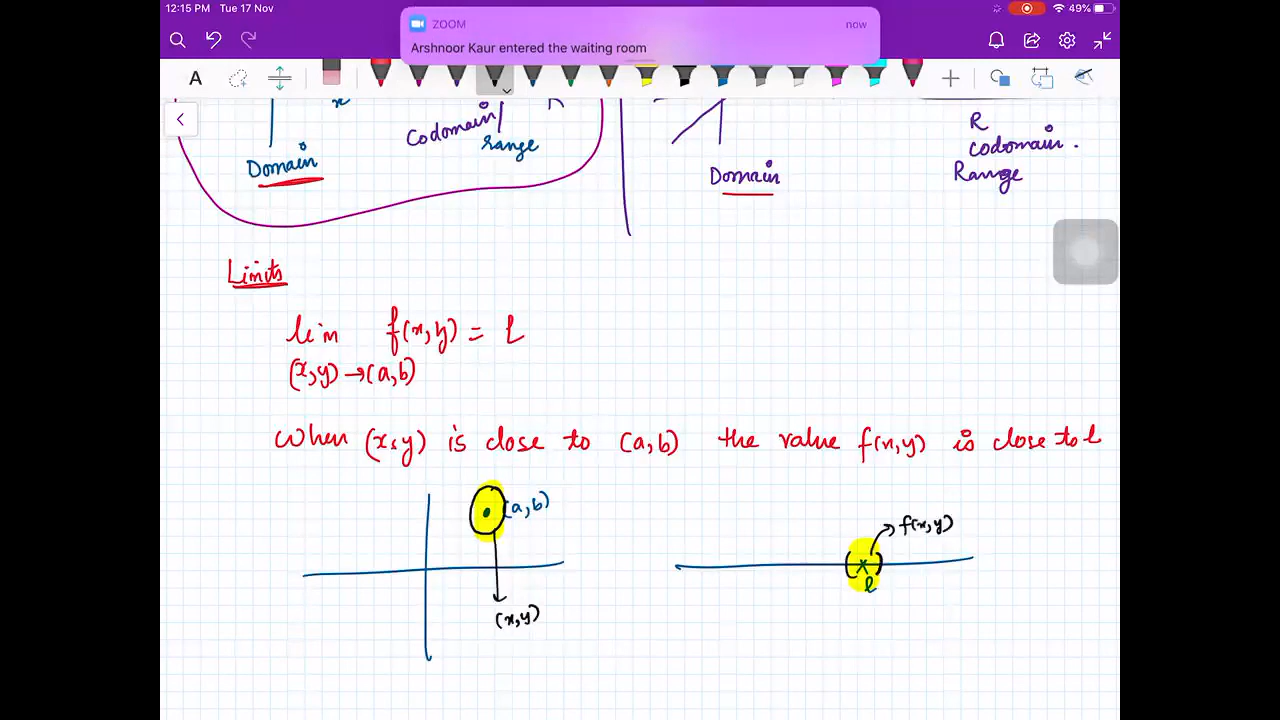 12:15 PM Tue 17 Nov
49%
ZOOM
now
Arshnoor Kaur entered the waiting room
A
x
Codomain
range
Domain
R
codomain.
Range
Domain
Limits
lim f(x,y) = l
(x,y)→(a,b)
When (x,y) is close to (a,b) the value f(x,y) is close to l
(a,b)
f(x,y)
(x
)
l
(x,y)